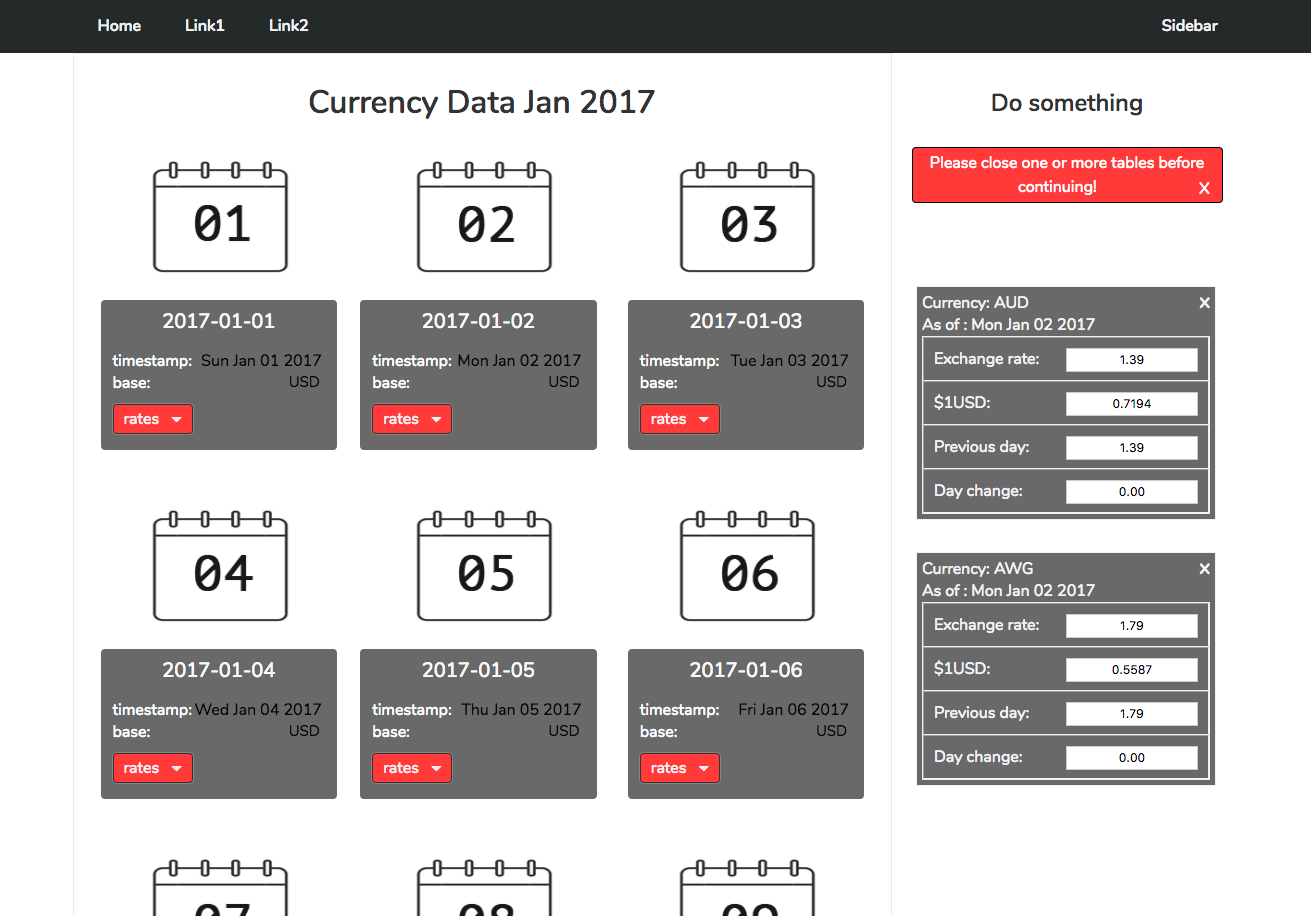 Home Link1 Link2 Sidebar
Currency Data Jan 2017
01 02 03
2017-01-01 2017-01-02 2017-01-03
timestamp: Sun Jan 01 2017 timestamp: Mon Jan 02 2017 timestamp: Tue Jan 03 2017
base: USD base: USD base: USD
rates rates rates
04 05 06
2017-01-04 2017-01-05 2017-01-06
timestamp: Wed Jan 04 2017 timestamp: Thu Jan 05 2017 timestamp: Fri Jan 06 2017
base: USD base: USD base: USD
rates rates rates
07 08 09
Do something
Please close one or more tables before
continuing! X
Currency: AUD x
As of : Mon Jan 02 2017
Exchange rate: 1.39
$1USD: 0.7194
Previous day: 1.39
Day change: 0.00
Currency: AWG x
As of : Mon Jan 02 2017
Exchange rate: 1.79
$1USD: 0.5587
Previous day: 1.79
Day change: 0.00